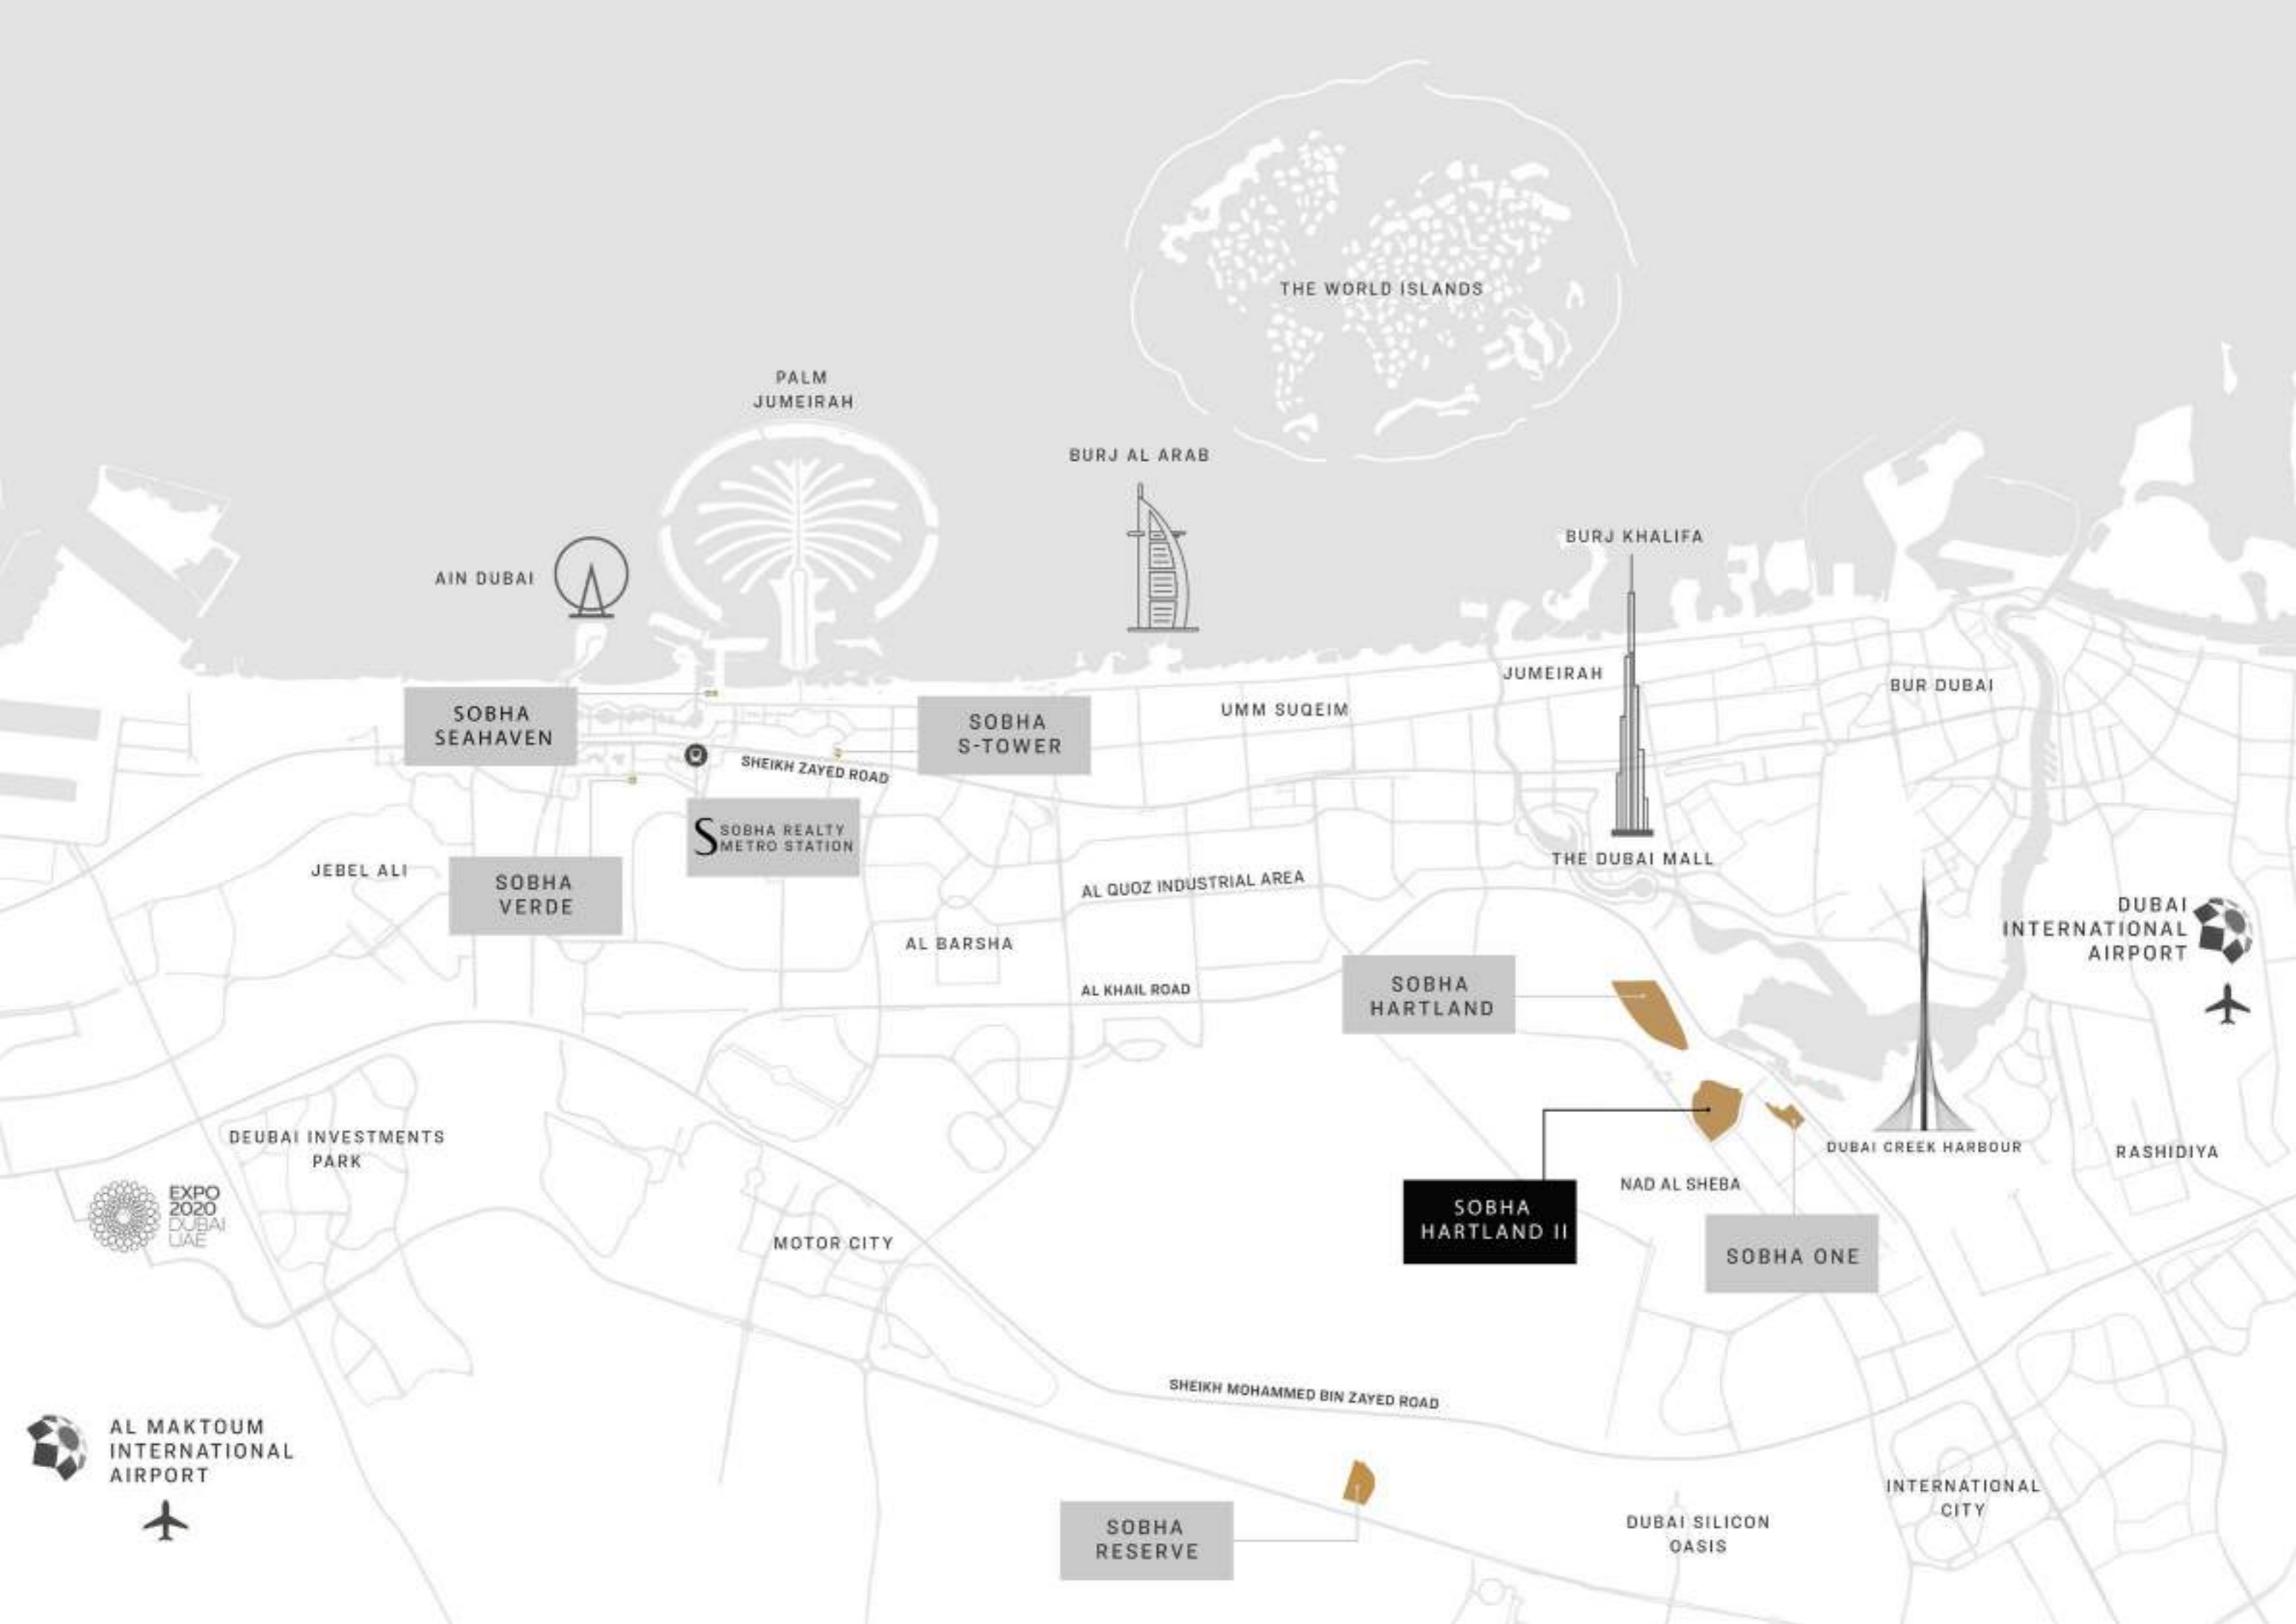 THE WORLD ISLANDS
PALM
JUMEIRAH
BURJ AL ARAB
BURJ KHALIFA
AIN DUBAI
JUMEIRAH
BUR DUBAI
UMM SUQEIM
SOBHA
SEAHAVEN
SOBHA
S-TOWER
SHEIKH ZAYED ROAD
S SOBHA REALTY
METRO STATION
JEBEL ALI
SOBHA
VERDE
THE DUBAI MALL
AL QUOZ INDUSTRIAL AREA
DUBAI
INTERNATIONAL
AIRPORT
AL BARSHA
AL KHAIL ROAD
SOBHA
HARTLAND
DEUBAI INVESTMENTS
PARK
DUBAI CREEK HARBOUR
RASHIDIYA
NAD AL SHEBA
EXPO
2020
DUBAI
UAE
SOBHA
HARTLAND II
MOTOR CITY
SOBHA ONE
SHEIKH MOHAMMED BIN ZAYED ROAD
AL MAKTOUM
INTERNATIONAL
AIRPORT
INTERNATIONAL
CITY
SOBHA
RESERVE
DUBAI SILICON
OASIS